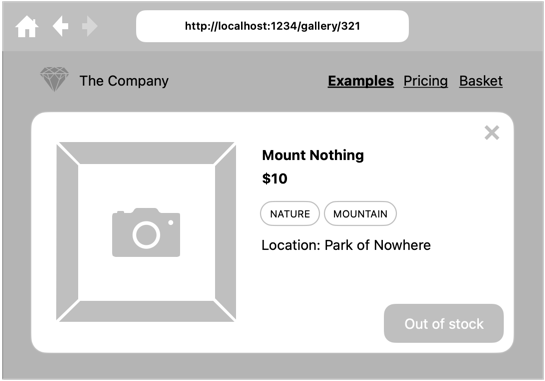 http://localhost:1234/gallery/321
The Company
Examples Pricing Basket
Mount Nothing
$10
NATURE MOUNTAIN
Location: Park of Nowhere
Out of stock